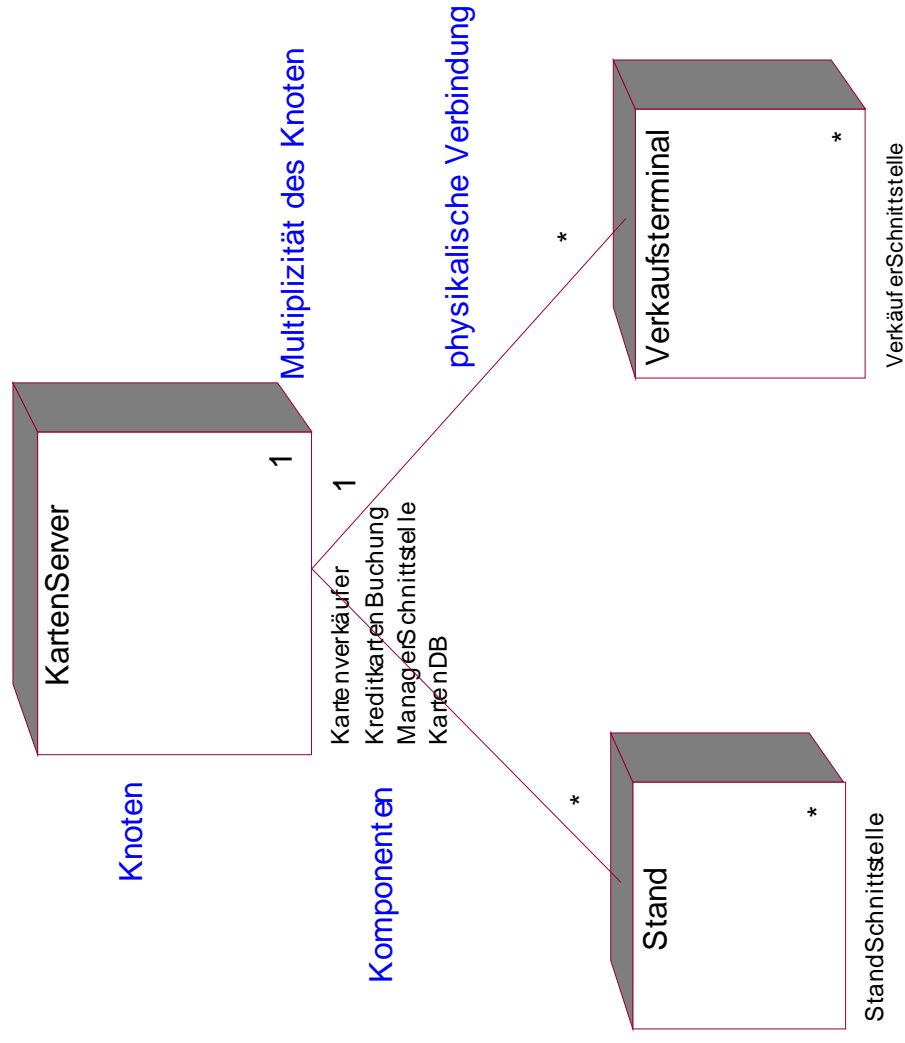 Knoten
KartenServer
1
Multiplizität des Knoten
Komponenten
Kartenverkäufer
KreditkartenBuchung
ManagerSchnittstelle
KartenDB
1
physikalische Verbindung
*
*
Stand
*
StandSchnittstelle
Verkaufsterminal
*
VerkäuferSchnittstelle